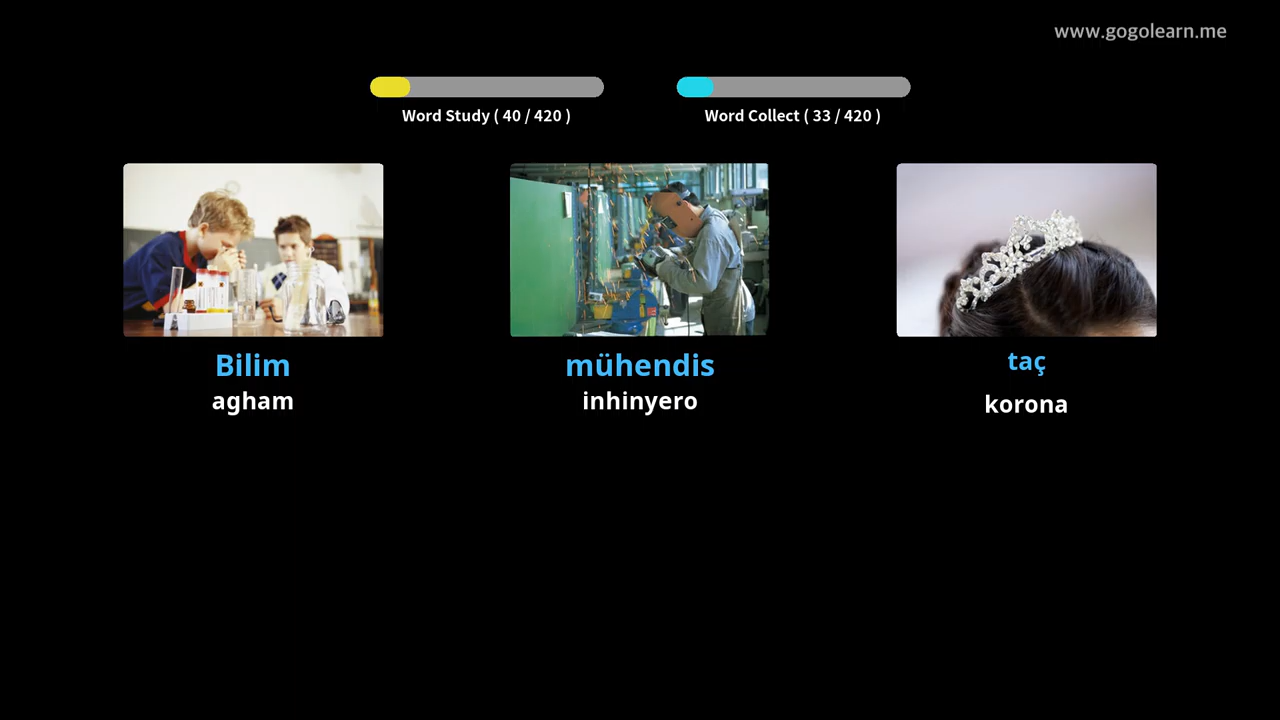 www.gogolearn.me
Word Study ( 40 / 420 )
Word Collect ( 33 / 420 )
Bilim
agham
mühendis
inhinyero
taç
korona